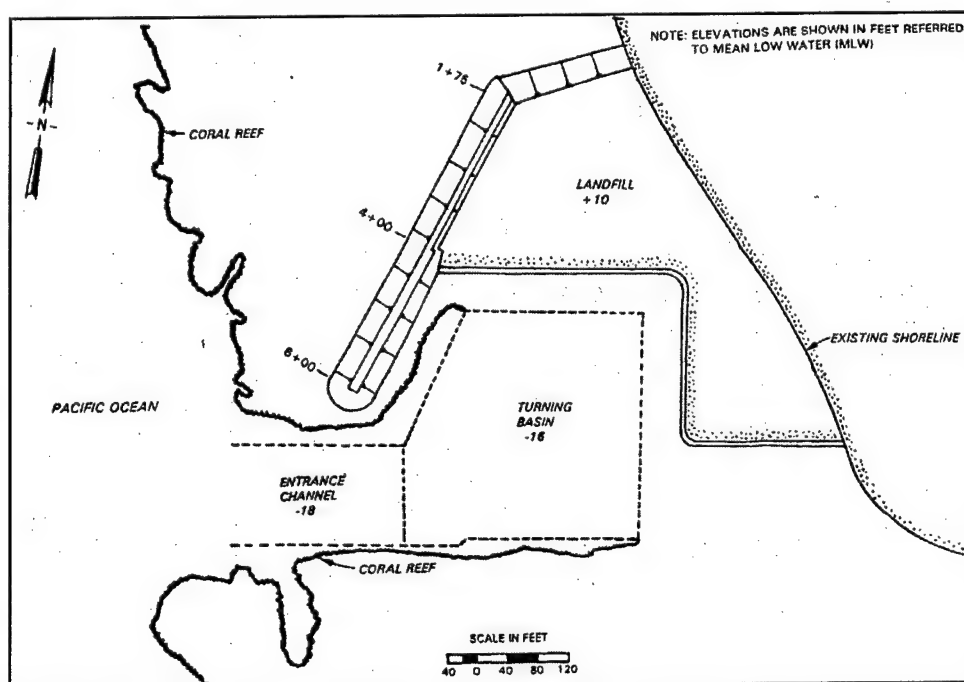 NOTE: ELEVATIONS ARE SHOWN IN FEET REFERRED
TO MEAN LOW WATER (MLW)
1+75
N
CORAL REEF
LANDFILL
+10
4+00
EXISTING SHORELINE
6+00
PACIFIC OCEAN
TURNING
BASIN
-16
ENTRANCE
CHANNEL
-18
CORAL REEF
SCALE IN FEET
40 0 40 80 120